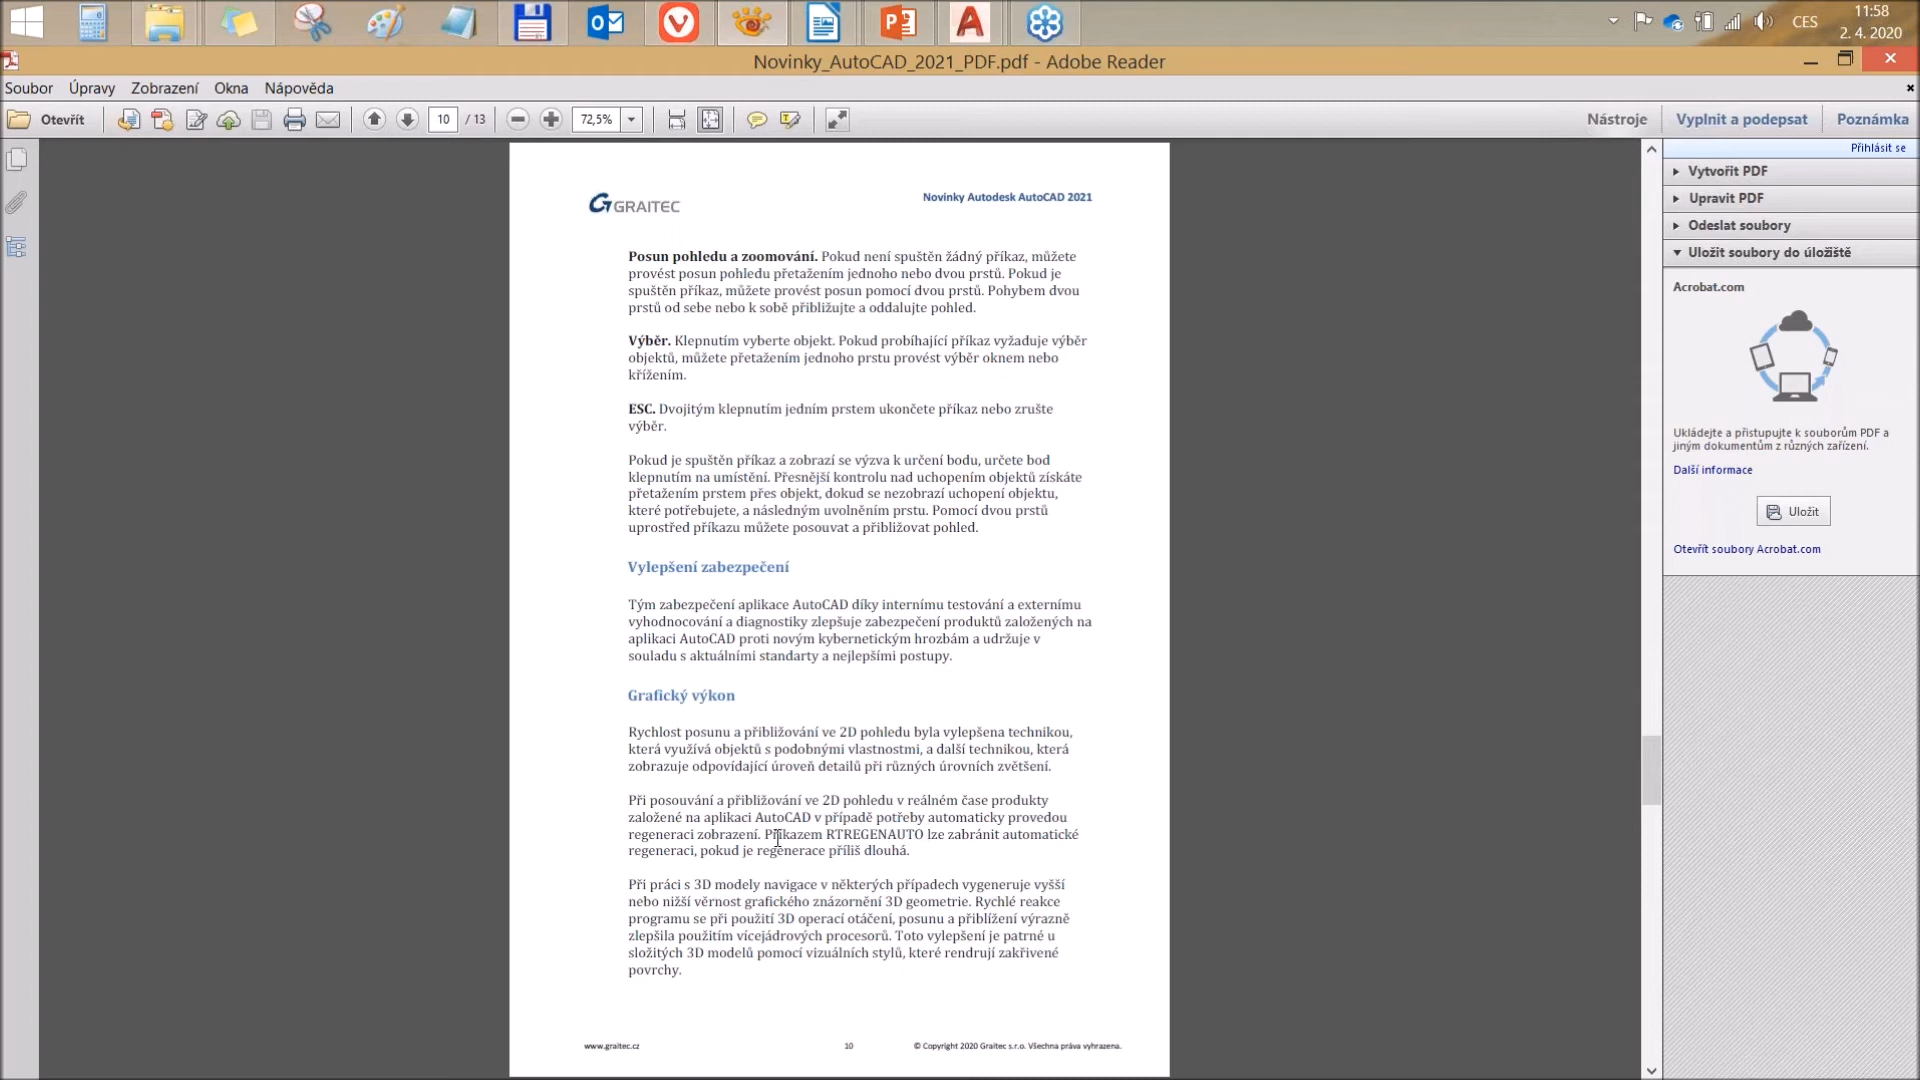 11:58
CES
2. 4. 2020
Novinky_AutoCAD_2021_PDF.pdf - Adobe Reader
Soubor Úpravy Zobrazení Okna Nápověda
Otevřít 10 / 13 72,5% Nástroje Vyplnit a podepsat Poznámka
Přihlásit se
Vytvořit PDF
Upravit PDF
Odeslat soubory
Uložit soubory do úložiště
Acrobat.com
Ukládejte a přistupujte k souborům PDF a
jiným dokumentům z různých zařízení.
Další informace
Uložit
Otevřít soubory Acrobat.com
GRAITEC
Novinky Autodesk AutoCAD 2021
Posun pohledu a zoomování. Pokud není spuštěn žádný příkaz, můžete
provést posun pohledu přetažením jednoho nebo dvou prstů. Pokud je
spuštěn příkaz, můžete provést posun pomocí dvou prstů. Pohybem dvou
prstů od sebe nebo k sobě přibližujte a oddalujte pohled.
Výběr. Klepnutím vyberte objekt. Pokud probíhající příkaz vyžaduje výběr
objektů, můžete přetažením jednoho prstu provést výběr oknem nebo
křížením.
ESC. Dvojitým klepnutím jedním prstem ukončete příkaz nebo zrušte
výběr.
Pokud je spuštěn příkaz a zobrazí se výzva k určení bodu, určete bod
klepnutím na umístění. Přesnější kontrolu nad uchopením objektů získáte
přetažením prstem přes objekt, dokud se nezobrazí uchopení objektu,
které potřebujete, a následným uvolněním prstu. Pomocí dvou prstů
uprostřed příkazu můžete posouvat a přibližovat pohled.
Vylepšení zabezpečení
Tým zabezpečení aplikace AutoCAD díky internímu testování a externímu
vyhodnocování a diagnostiky zlepšuje zabezpečení produktů založených na
aplikaci AutoCAD proti novým kybernetickým hrozbám a udržuje v
souladu s aktuálními standarty a nejlepšími postupy.
Grafický výkon
Rychlost posunu a přibližování ve 2D pohledu byla vylepšena technikou,
která využívá objektů s podobnými vlastnostmi, a další technikou, která
zobrazuje odpovídající úroveň detailů při různých úrovních zvětšení.
Při posouvání a přibližování ve 2D pohledu v reálném čase produkty
založené na aplikaci AutoCAD v případě potřeby automaticky provedou
regeneraci zobrazení. Příkazem RTREGENAUTO lze zabránit automatické
regeneraci, pokud je regenerace příliš dlouhá.
Při práci s 3D modely navigace v některých případech vygeneruje vyšší
nebo nižší věrnost grafického znázornění 3D geometrie. Rychlé reakce
programu se při použití 3D operací otáčení, posunu a přiblížení výrazně
zlepšila použitím vícejádrových procesorů. Toto vylepšení je patrné u
složitých 3D modelů pomocí vizuálních stylů, které rendrují zakřivené
povrchy.
www.graitec.cz 10 © Copyright 2020 Graitec s.r.o. Všechna práva vyhrazena.